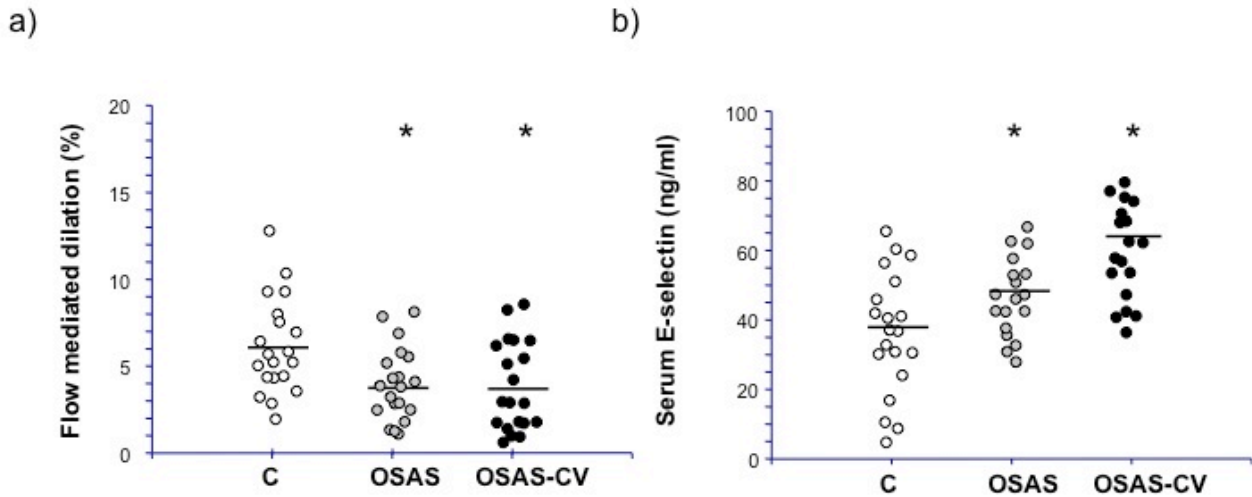 a)
Flow mediated dilation (%)
20
15
10
5
0
*
*
C
OSAS
OSAS-CV
b)
Serum E-selectin (ng/ml)
100
80
60
40
20
0
*
*
C
OSAS
OSAS-CV